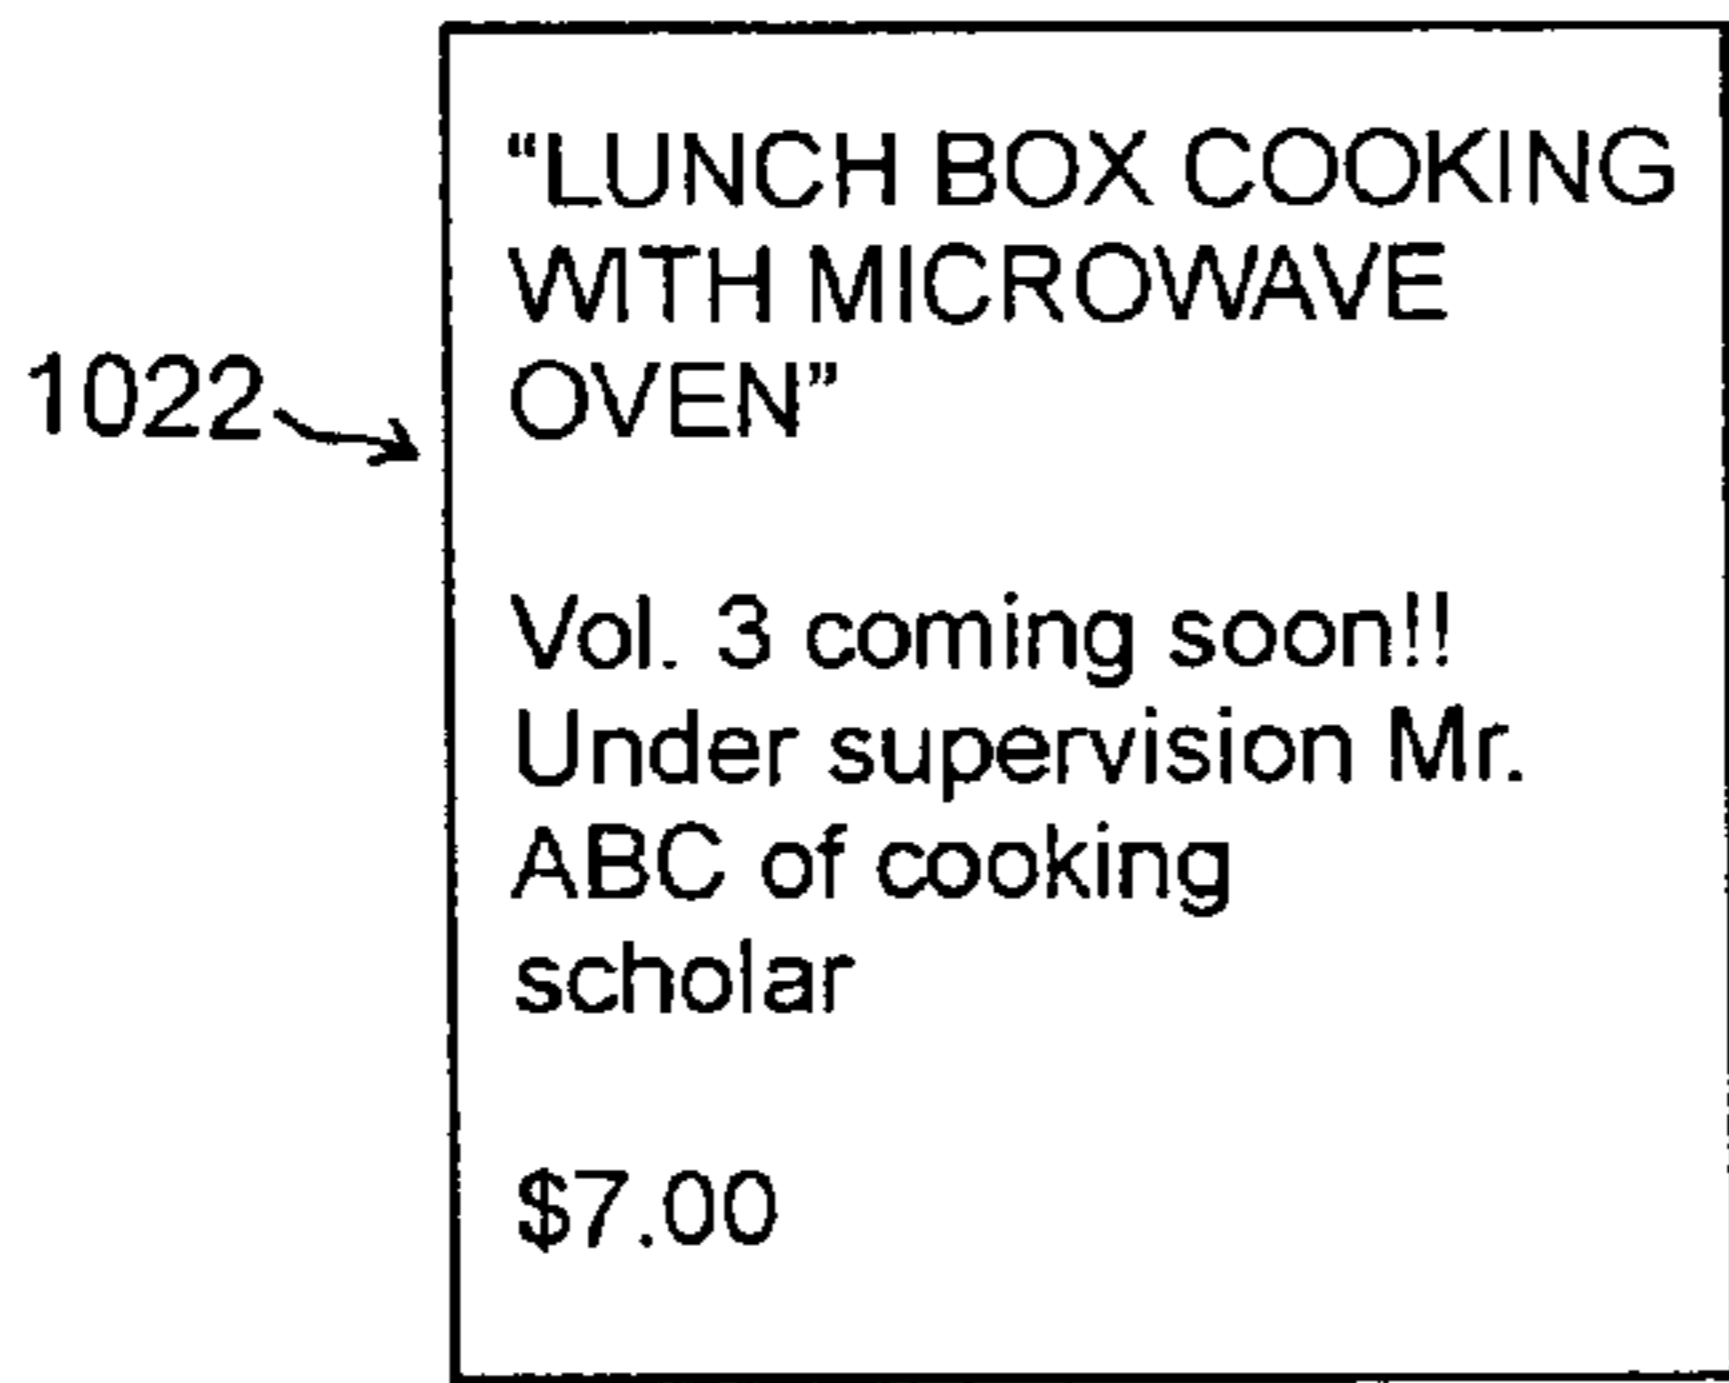 1022
“LUNCH BOX COOKING
WITH MICROWAVE
OVEN”
Vol. 3 coming soon!!
Under supervision Mr.
ABC of cooking
scholar
$7.00